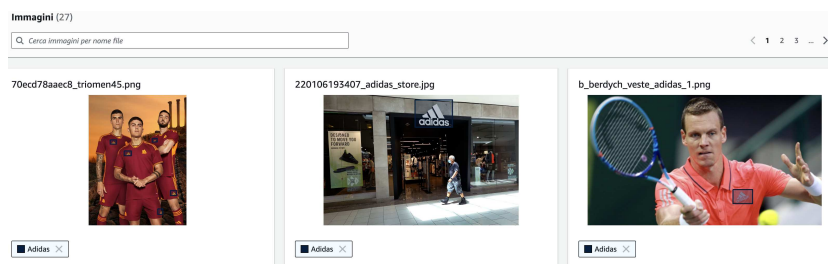 Immagini (27)
Cerca immagini per nome file
1 2 3 ...
70ecd78aaec8_triomen45.png
220106193407_adidas_store.jpg
b_berdych_veste_adidas_1.png
adidas
DESIGNED
TO MOVE YOU
FORWARD
Adidas
Adidas
Adidas